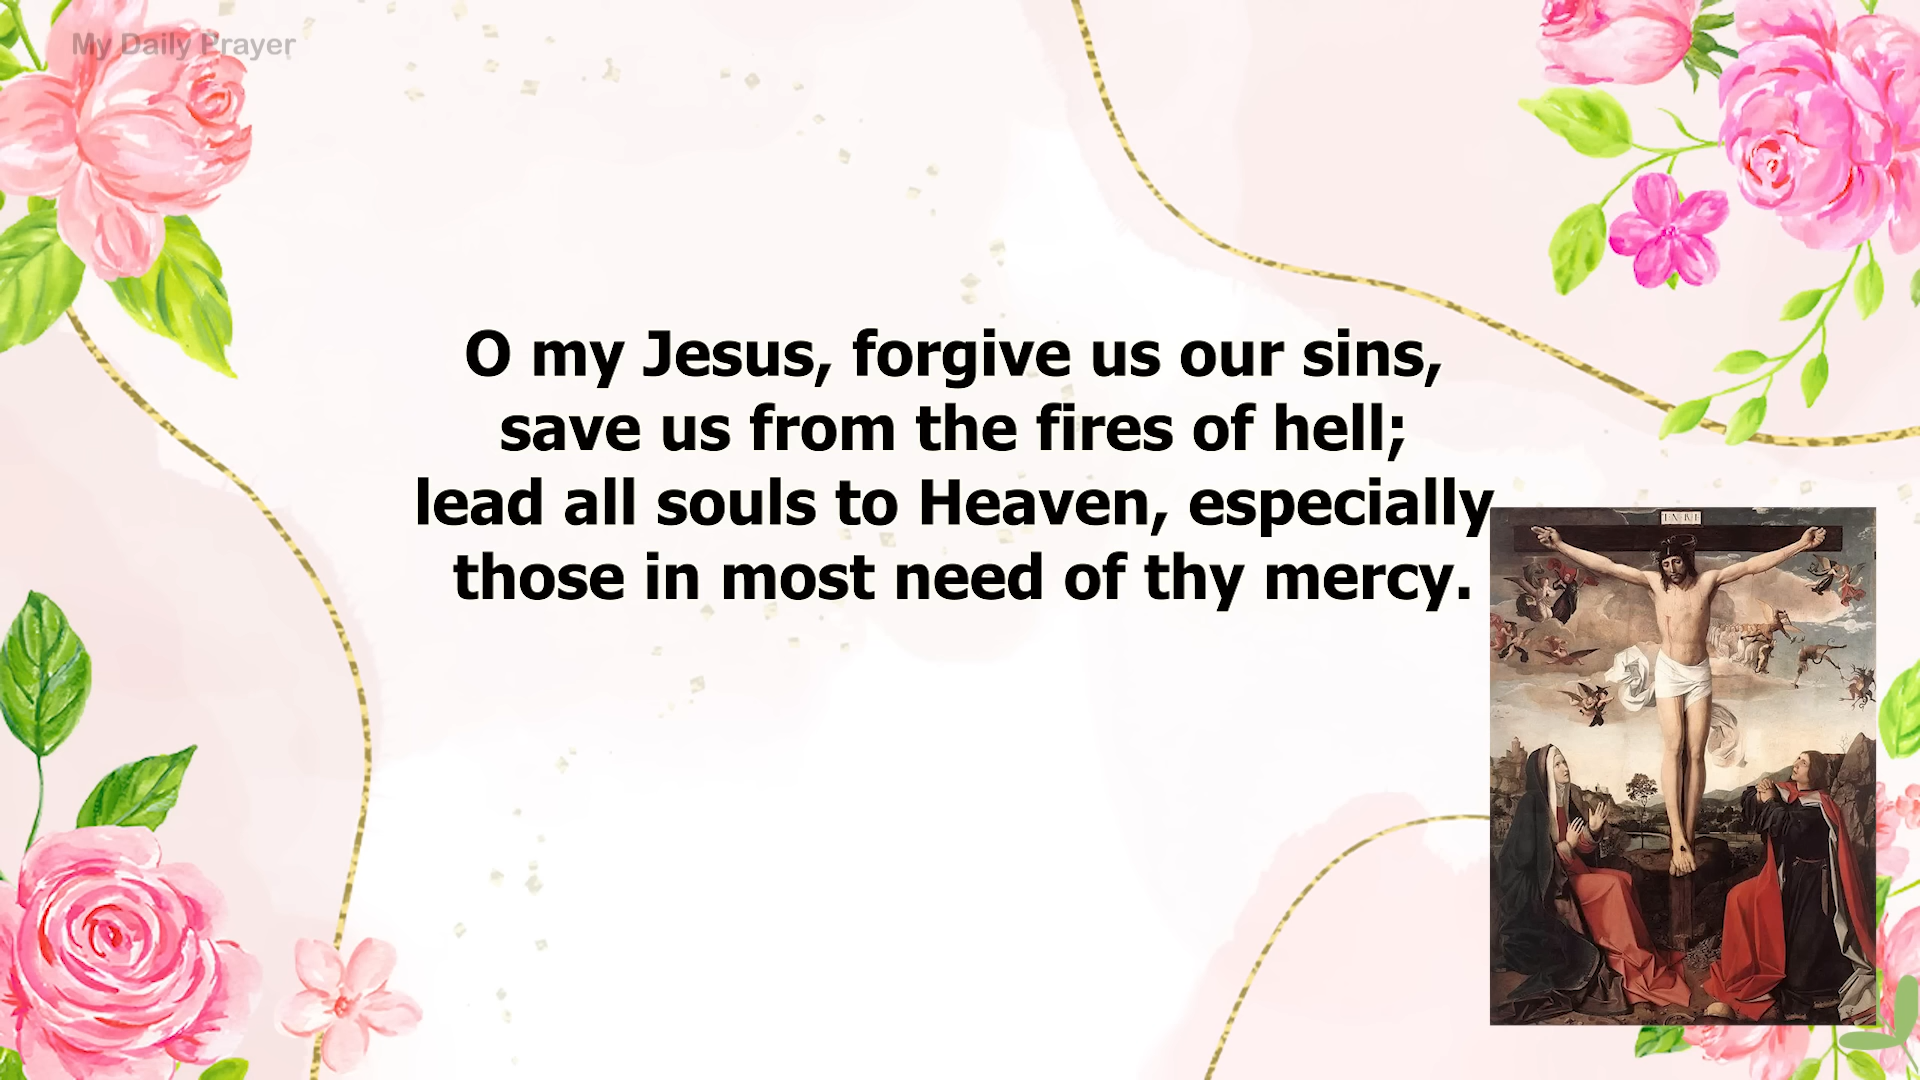 My Daily Prayer
O my Jesus, forgive us our sins,
save us from the fires of hell;
lead all souls to Heaven, especially
those in most need of thy mercy.
INRI